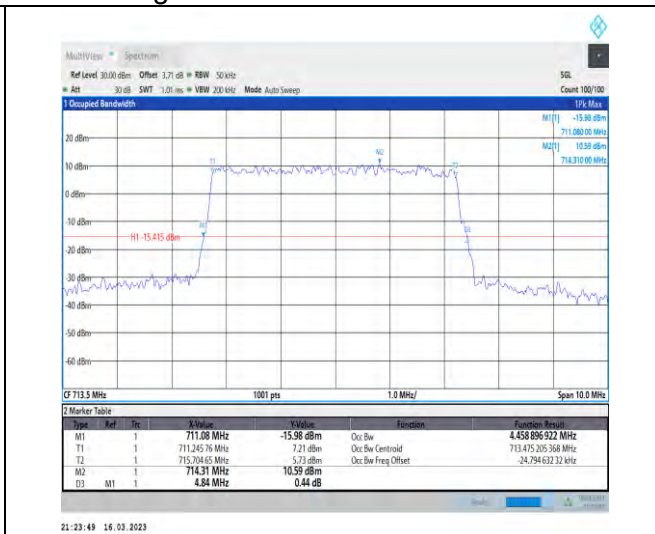 MultiView Spectrum
Ref Level 30.00 dBm Offset 3.71 dB RBW 50 kHz SGL
Att 30 dB SWT 1.01 ms VBW 200 kHz Mode Auto Sweep Count 100/100
1 Occupied Bandwidth 1Pk Max
M1[1] -15.98 dBm
711.08000 MHz
M2[1] 10.59 dBm
714.31000 MHz
20 dBm
M2
T1
10 dBm
0 dBm
-10 dBm
M1
D3
H1 -15.415 dBm
-20 dBm
-30 dBm
-40 dBm
-50 dBm
-60 dBm
CF 713.5 MHz 1001 pts 1.0 MHz/ Span 10.0 MHz
2 Marker Table
Type Ref Trc X-Value Y-Value Function Function Result
M1 1 711.08 MHz -15.98 dBm Occ Bw 4.458 896 922 MHz
T1 1 711.245 76 MHz 7.21 dBm Occ Bw Centroid 713.475 205 368 MHz
T2 1 715.704 65 MHz 5.73 dBm Occ Bw Freq Offset -24.794 632 32 kHz
M2 1 714.31 MHz 10.59 dBm
D3 M1 1 4.84 MHz 0.44 dB
21:23:49 16.03.2023